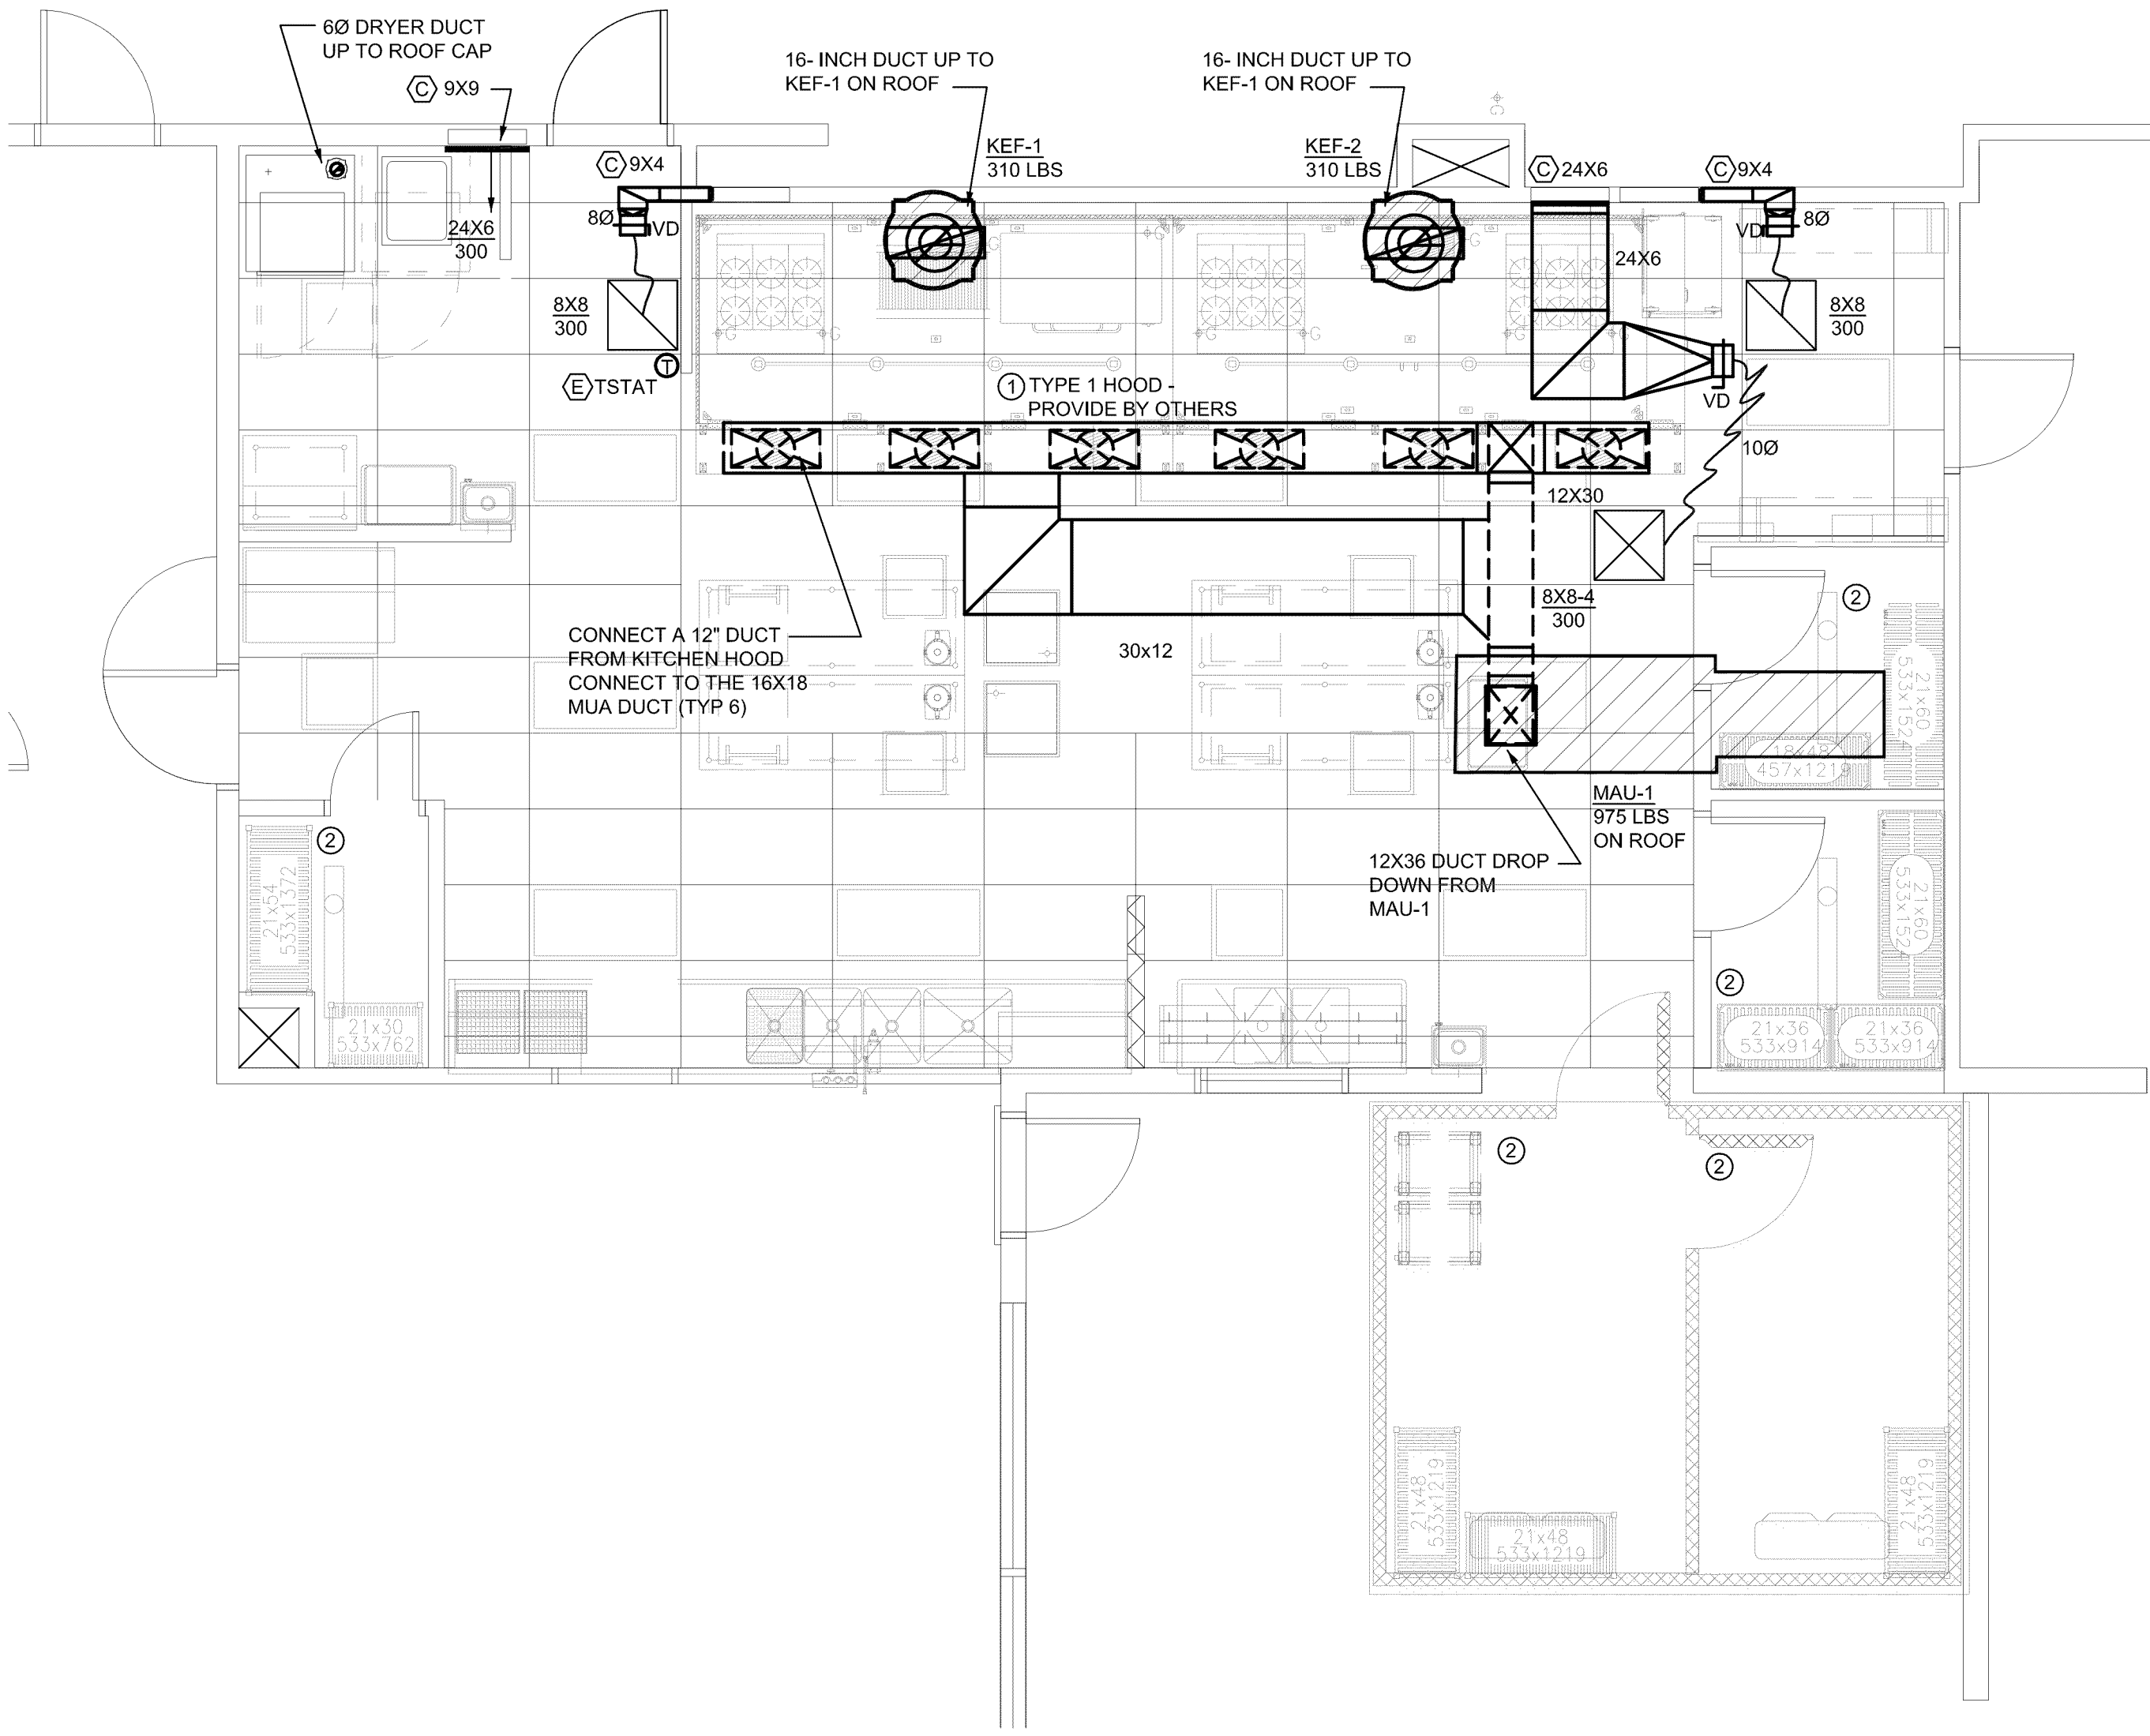 6Ø DRYER DUCT
UP TO ROOF CAP
C 9X9
16- INCH DUCT UP TO
KEF-1 ON ROOF
16- INCH DUCT UP TO
KEF-1 ON ROOF
KEF-1
310 LBS
KEF-2
310 LBS
C 9X4
C 24X6
C 9X4
8Ø
VD
24X6
300
VD
8Ø
24X6
8X8
300
8X8
300
E TSTAT
T
1 TYPE 1 HOOD -
PROVIDE BY OTHERS
VD
10Ø
12X30
8X8-4
300
2
CONNECT A 12" DUCT
FROM KITCHEN HOOD
CONNECT TO THE 16X18
MUA DUCT (TYP 6)
30x12
X
21x60
533x1524
18x48
457x1219
MAU-1
975 LBS
ON ROOF
12X36 DUCT DROP
DOWN FROM
MAU-1
2
21x54
533x1372
21x60
533x152
2
21x30
533x762
21x36
533x914
21x36
533x914
2
2
21x48
533x1219
21x48
533x1219
21x48
533x1219
G
G
G
G
G
G
G